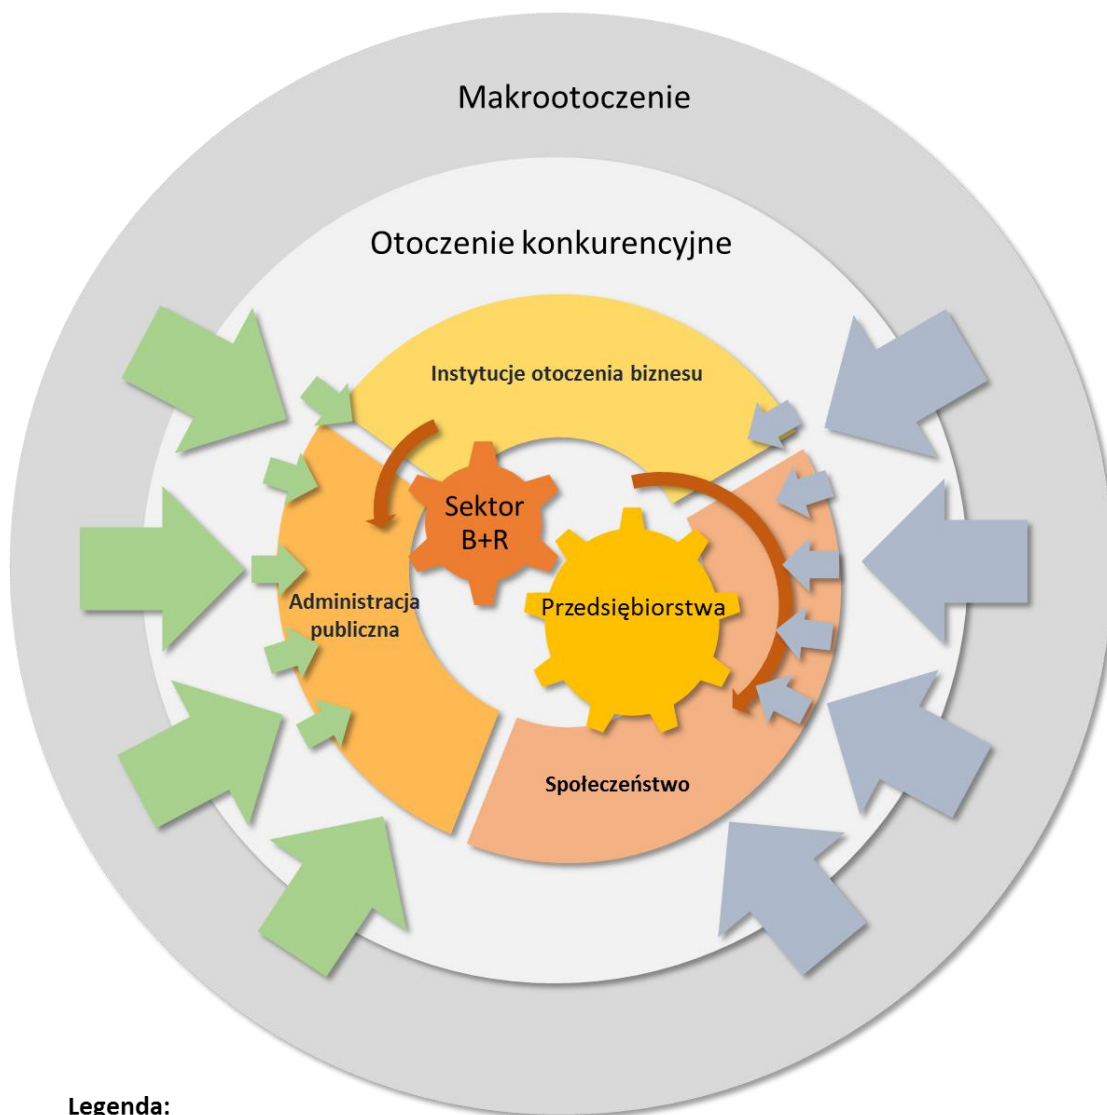 Makrootoczenie
Otoczenie konkurencyjne
Instytucje otoczenia biznesu
Sektor
B+R
Przedsiębiorstwa
Administracja
publiczna
Społeczeństwo
Legenda: